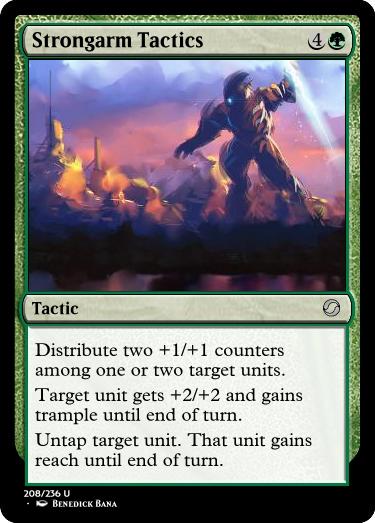 Strongarm Tactics 4
Tactic
Distribute two +1/+1 counters
among one or two target units.
Target unit gets +2/+2 and gains
trample until end of turn.
Untap target unit. That unit gains
reach until end of turn.
208/236 U
· Benedick Bana